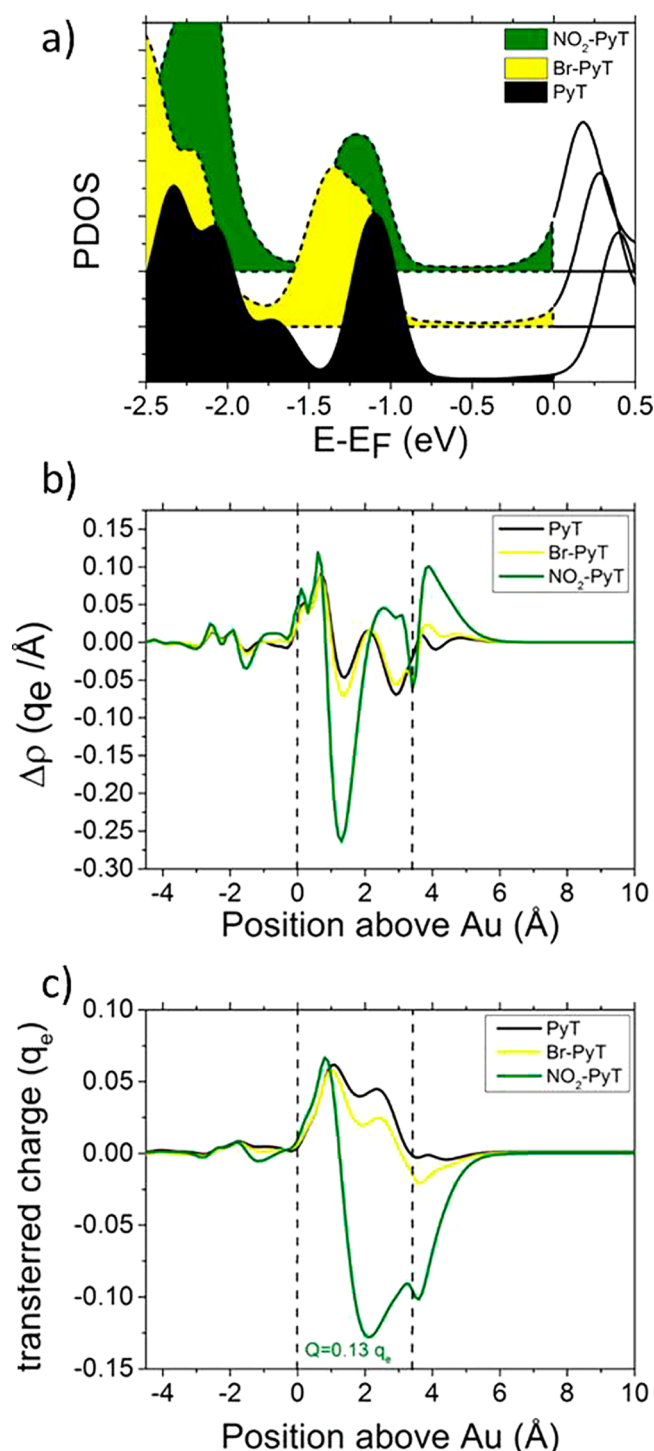 a)
NO₂-PyT
Br-PyT
PyT
PDOS
-2.5 -2.0 -1.5 -1.0 -0.5 0.0 0.5
E-E_F (eV)
b)
0.15
0.10
0.05
0.00
-0.05
-0.10
-0.15
-0.20
-0.25
-0.30
PyT
Br-PyT
NO₂-PyT
Δρ (qe /Å)
-4 -2 0 2 4 6 8 10
Position above Au (Å)
c)
0.10
0.05
0.00
-0.05
-0.10
-0.15
PyT
Br-PyT
NO₂-PyT
transferred charge (qₑ)
Q=0.13 qₑ
-4 -2 0 2 4 6 8 10
Position above Au (Å)